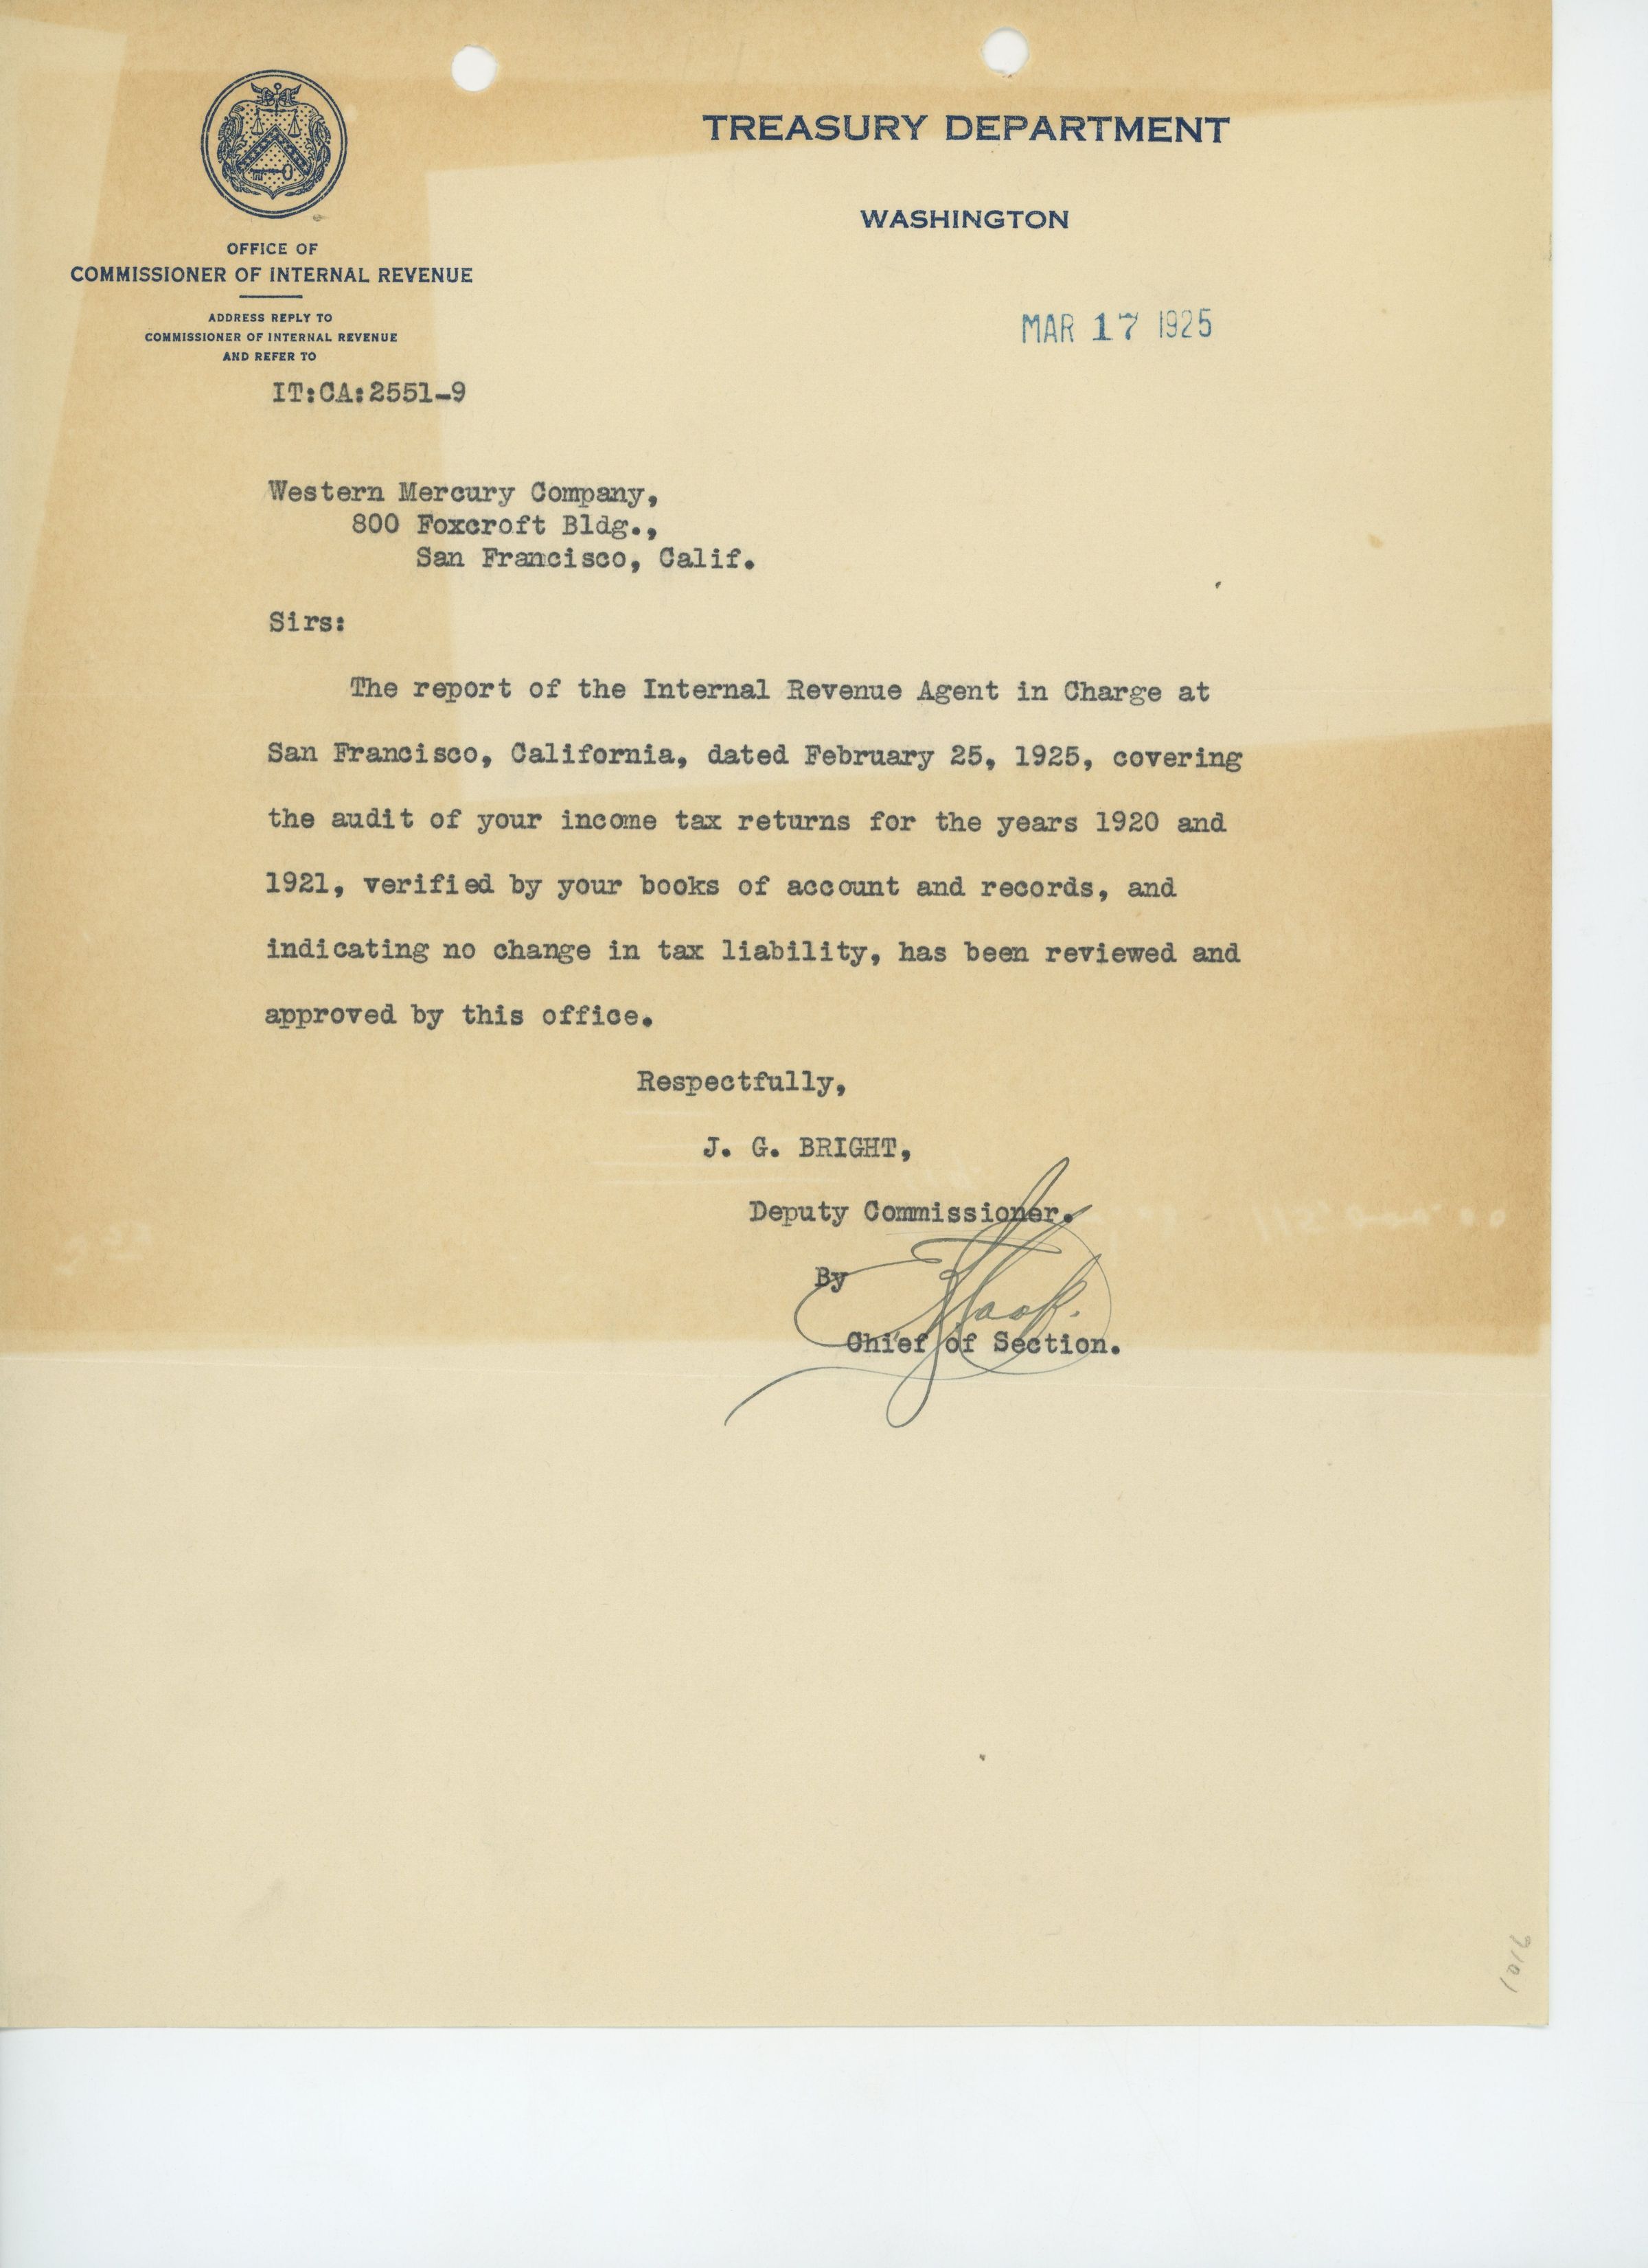 TREASURY DEPARTMENT
WASHINGTON
OFFICE OF
COMMISSIONER OF INTERNAL REVENUE
ADDRESS REPLY TO
COMMISSIONER OF INTERNAL REVENUE
AND REFER TO
MAR 17 1925
IT:CA:2551-9
Western Mercury Company,
800 Foxcroft Bldg.,
San Francisco, Calif.
Sirs:
The report of the Internal Revenue Agent in Charge at
San Francisco, California, dated February 25, 1925, covering
the audit of your income tax returns for the years 1920 and
1921, verified by your books of account and records, and
indicating no change in tax liability, has been reviewed and
approved by this office.
Respectfully,
J. G. BRIGHT,
Deputy Commissioner.
By
Chief of Section.